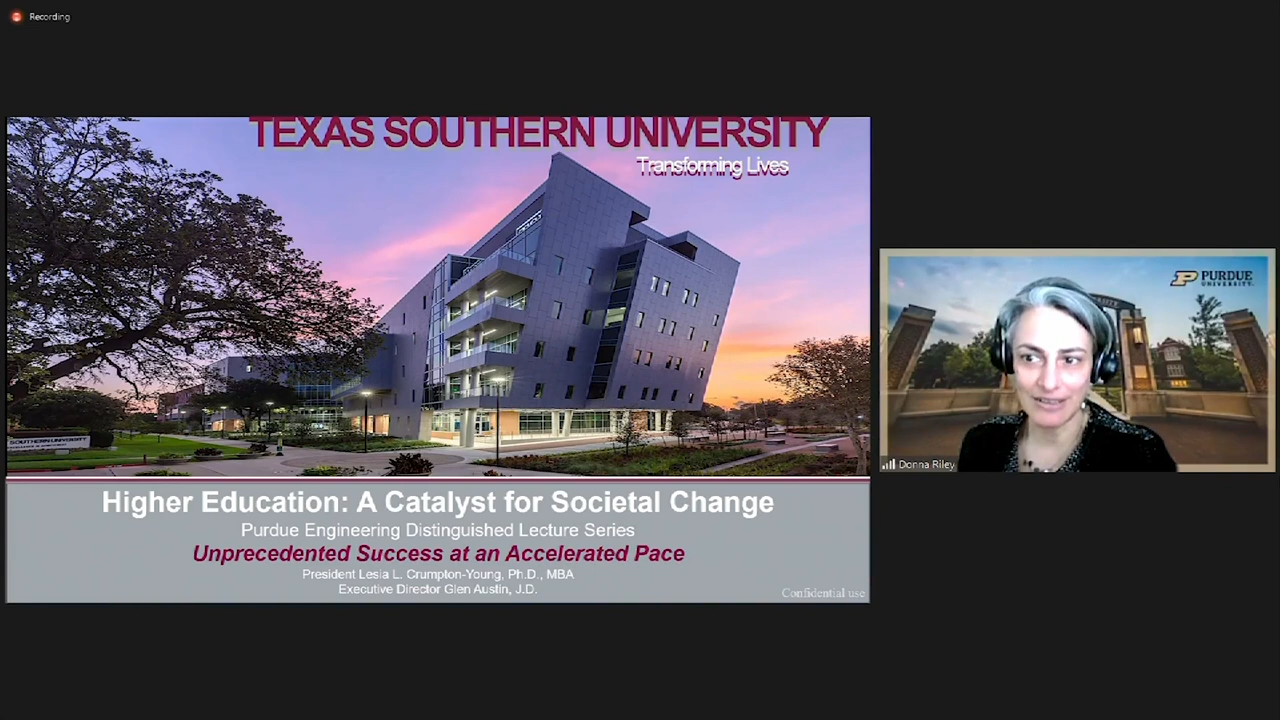 Recording
TEXAS SOUTHERN UNIVERSITY
Transforming Lives
SOUTHERN UNIVERSITY
Higher Education: A Catalyst for Societal Change
Purdue Engineering Distinguished Lecture Series
Unprecedented Success at an Accelerated Pace
President Lesia L. Crumpton-Young, Ph.D., MBA
Executive Director Glen Austin, J.D.
Confidential use
PURDUE
UNIVERSITY
Donna Riley